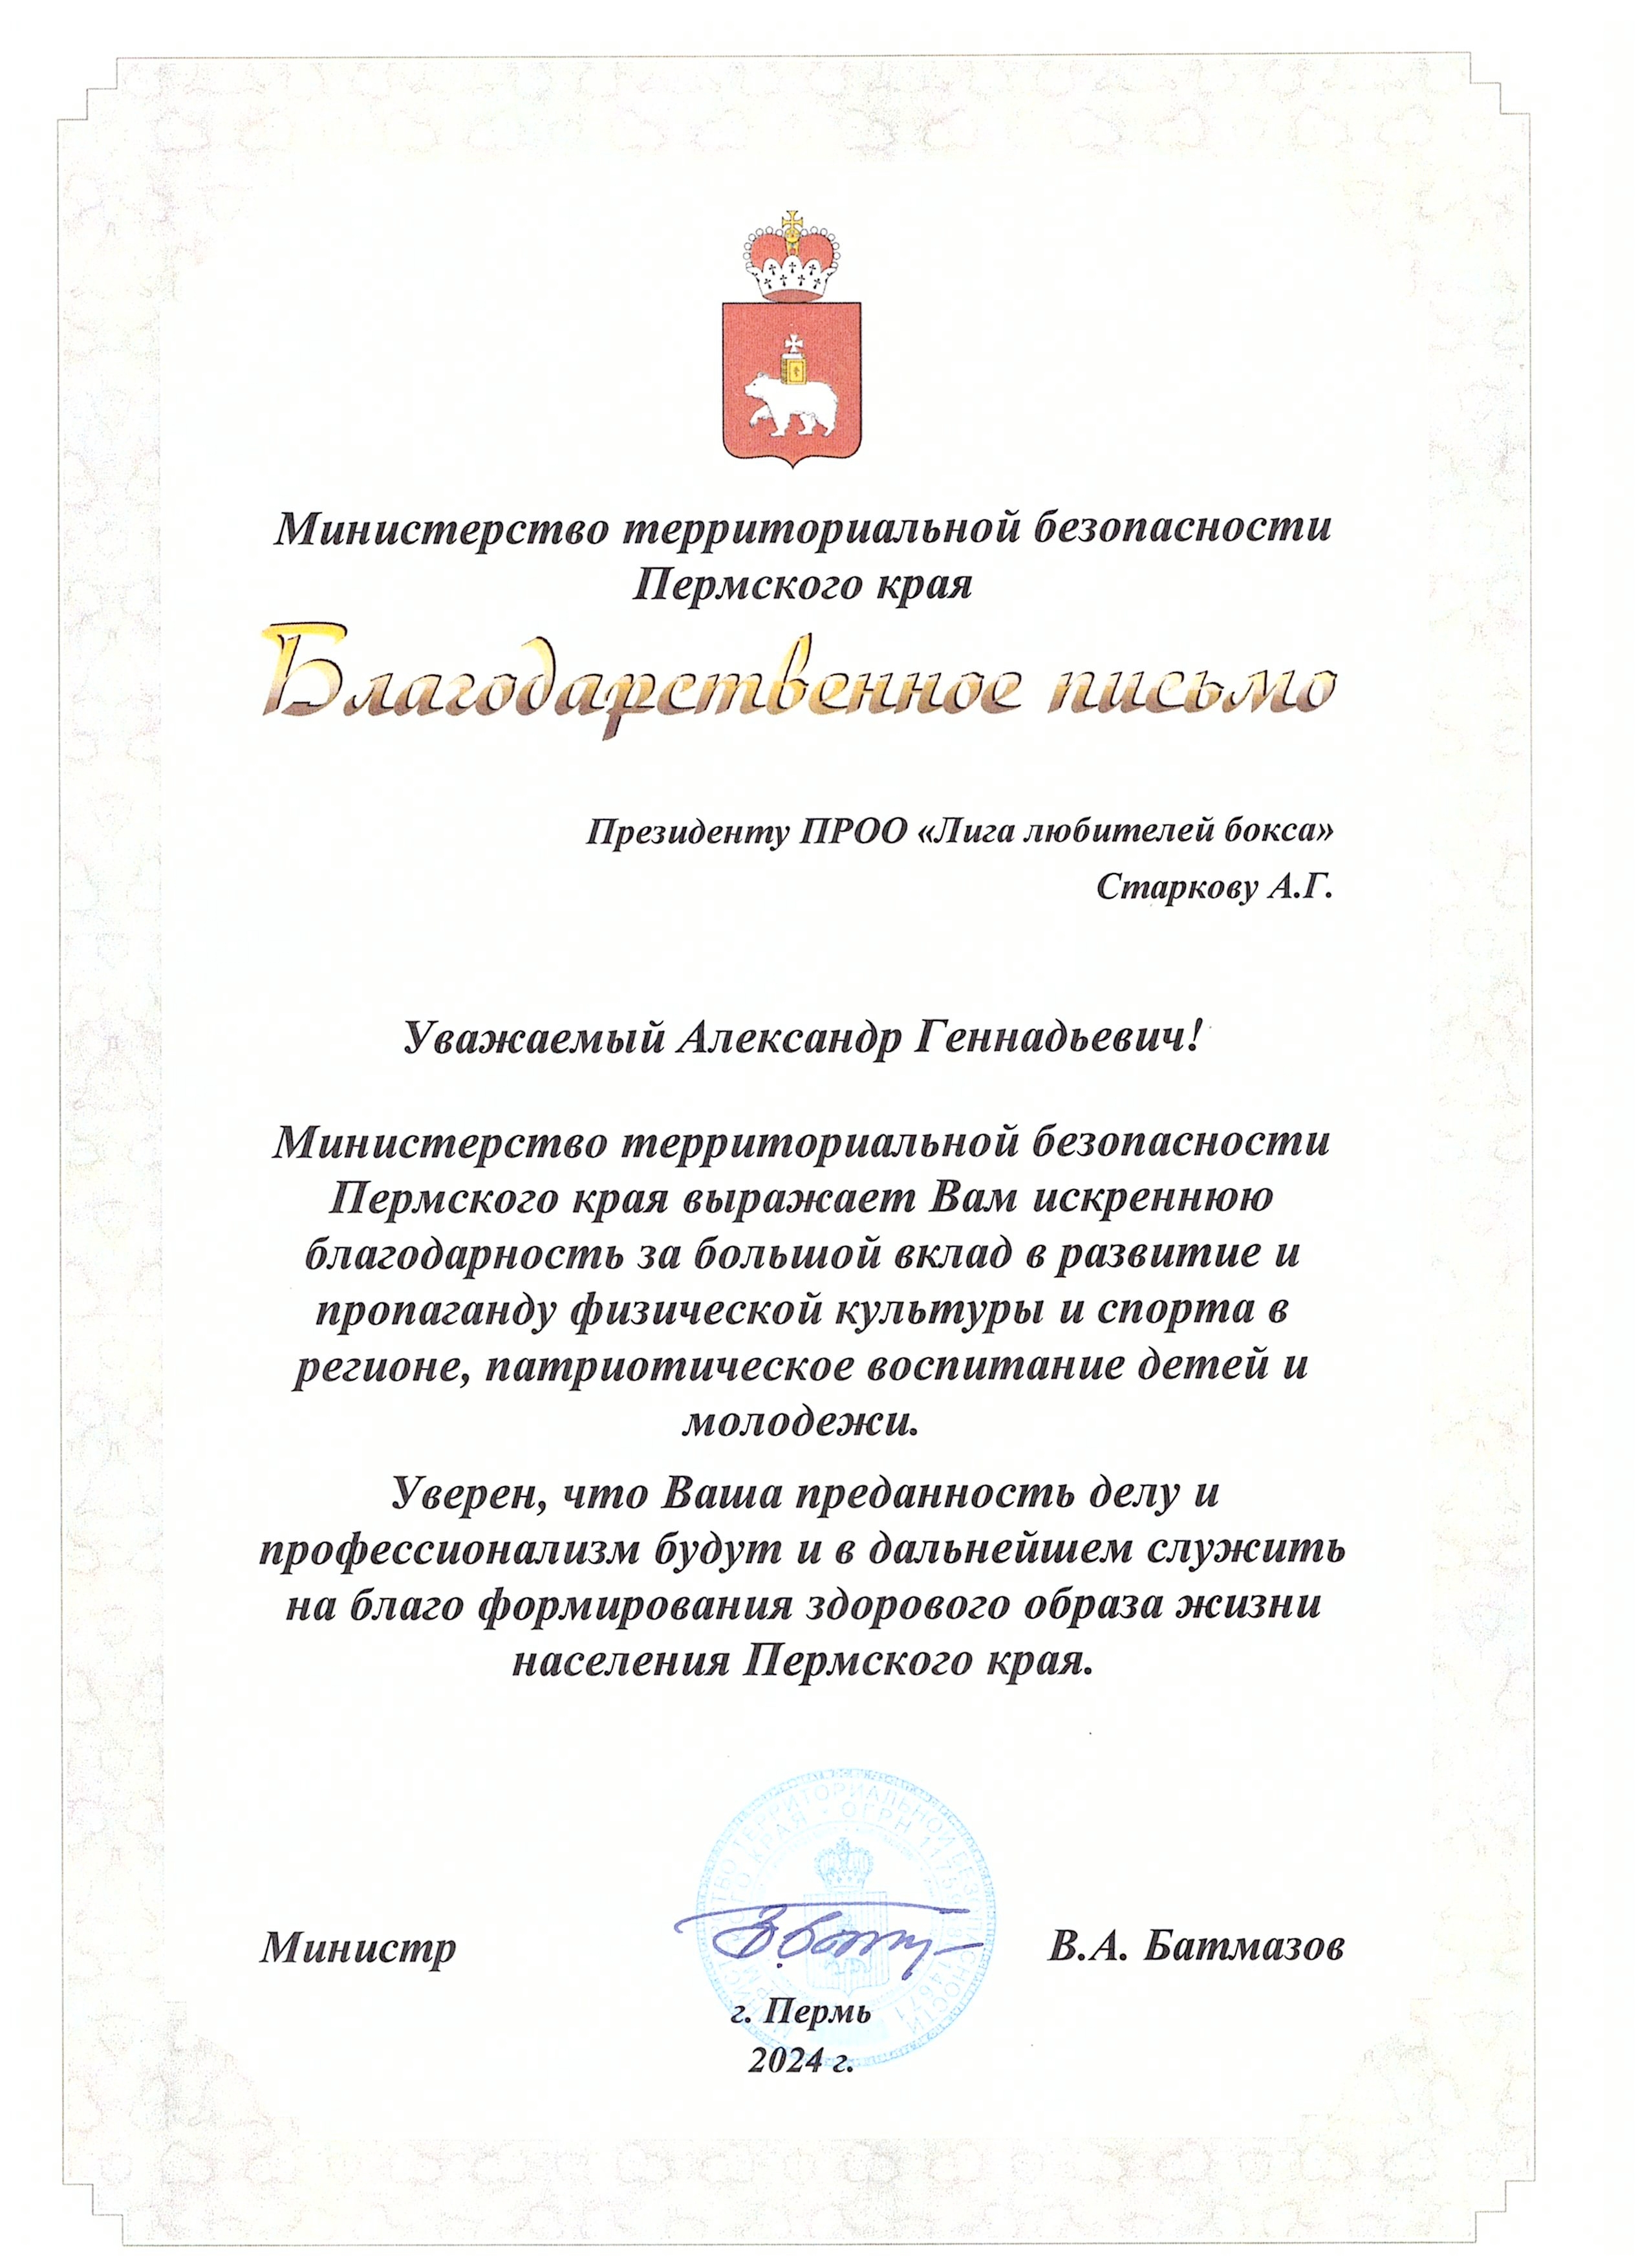 Министерство территориальной безопасности
Пермского края
Благодарственное письмо
Президенту ПРОО «Лига любителей бокса»
Старкову А.Г.
Уважаемый Александр Геннадьевич!
Министерство территориальной безопасности
Пермского края выражает Вам искреннюю
благодарность за большой вклад в развитие и
пропаганду физической культуры и спорта в
регионе, патриотическое воспитание детей и
молодежи.
Уверен, что Ваша преданность делу и
профессионализм будут и в дальнейшем служить
на благо формирования здорового образа жизни
населения Пермского края.
Министр
В.А. Батмазов
г. Пермь
2024 г.